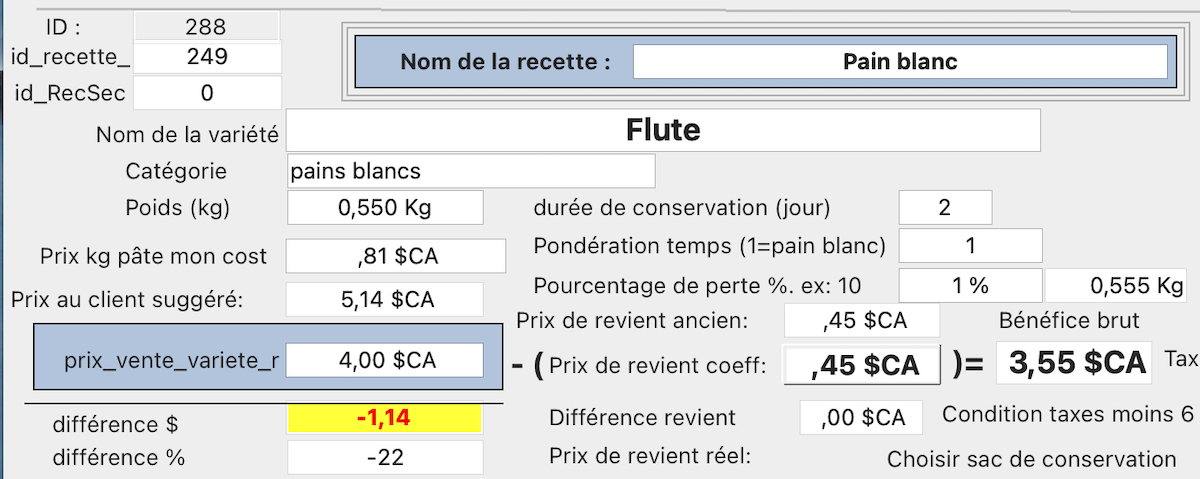 ID : 288
id_recette_ 249
Nom de la recette : Pain blanc
id_RecSec 0
Nom de la variété Flute
Catégorie pains blancs
Poids (kg) 0,550 Kg durée de conservation (jour) 2
Prix kg pâte mon cost ,81 $CA Pondération temps (1=pain blanc) 1
Prix au client suggéré: 5,14 $CA Pourcentage de perte %. ex: 10 1 % 0,555 Kg
Prix de revient ancien: ,45 $CA Bénéfice brut
prix_vente_variete_r 4,00 $CA - ( Prix de revient coeff: ,45 $CA )= 3,55 $CA Tax
différence $ -1,14 Différence revient ,00 $CA Condition taxes moins 6
différence % -22 Prix de revient réel: Choisir sac de conservation